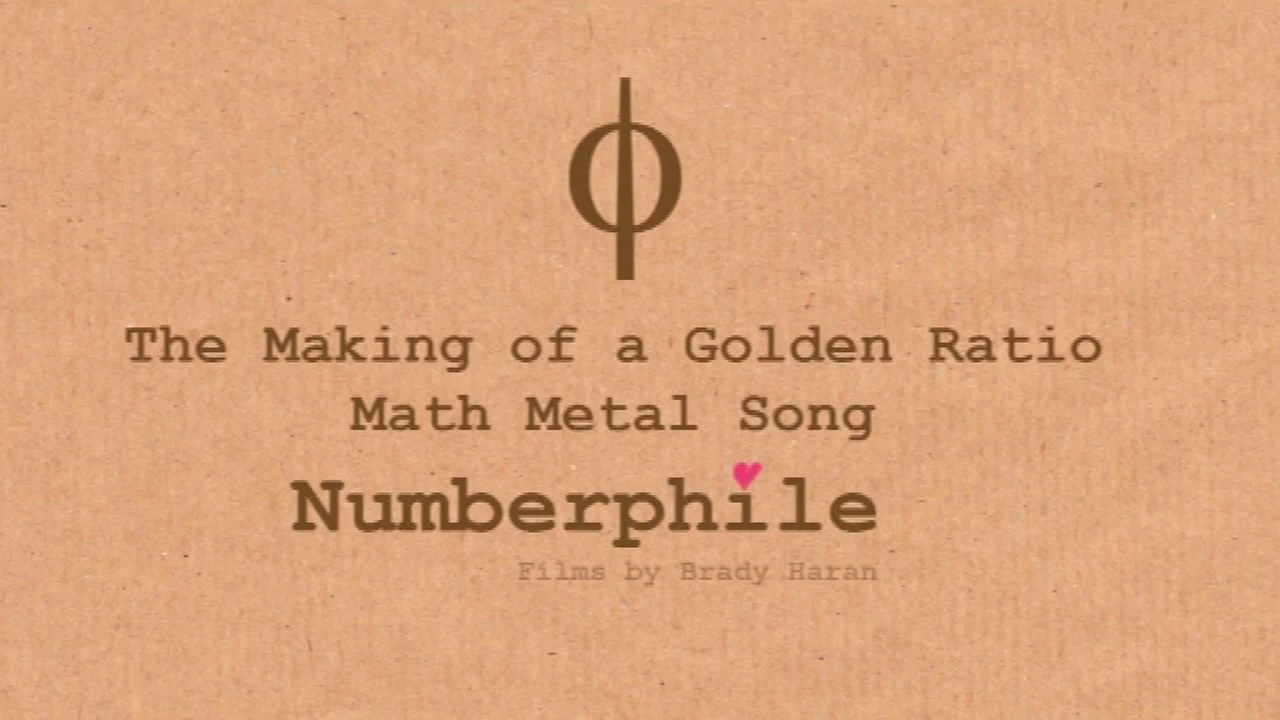 ϕ
The Making of a Golden Ratio
Math Metal Song
Numberphile
Films by Brady Haran